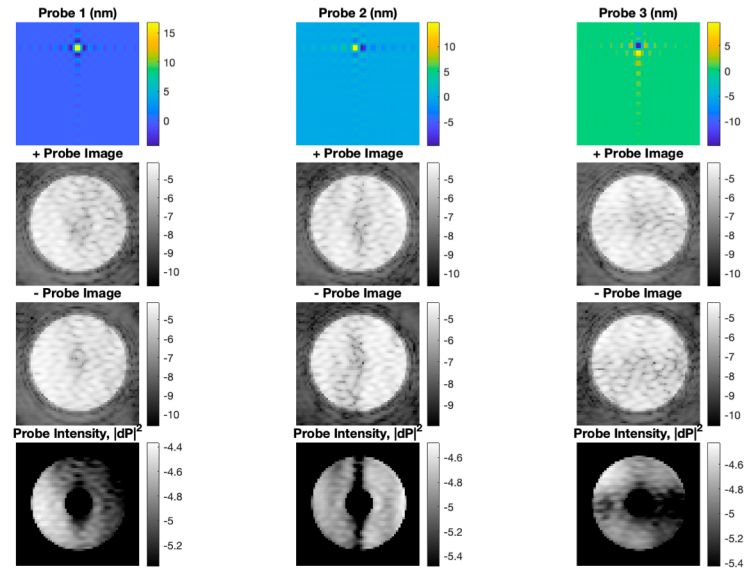 Probe 1 (nm) Probe 2 (nm) Probe 3 (nm)
15 10 5 0
10 5 0 -5
5 0 -5 -10
+ Probe Image + Probe Image + Probe Image
-5 -6 -7 -8 -9 -10
-5 -6 -7 -8 -9 -10
-5 -6 -7 -8 -9 -10
- Probe Image - Probe Image - Probe Image
-5 -6 -7 -8 -9 -10
-5 -6 -7 -8 -9
-5 -6 -7 -8 -9 -10
Probe Intensity, |dP|² Probe Intensity, |dP|² Probe Intensity, |dP|²
-4.4 -4.6 -4.8 -5 -5.2
-4.6 -4.8 -5 -5.2 -5.4
-4.6 -4.8 -5 -5.2 -5.4